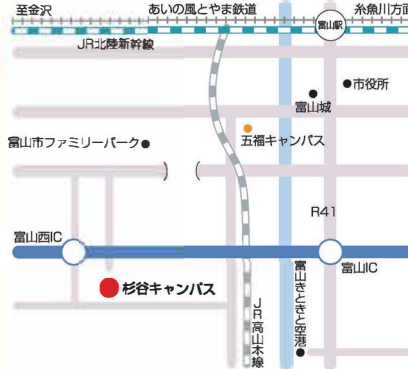 至金沢
あいの風とやま鉄道
糸魚川方面
富山駅
JR北陸新幹線
市役所
富山城
富山市ファミリーパーク
五福キャンパス
R41
富山西IC
富山IC
杉谷キャンパス
JR高山本線
富山きときと空港